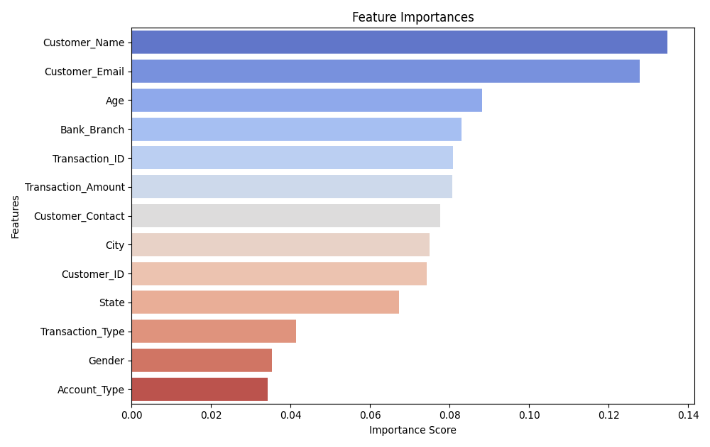 Feature Importances
Customer_Name
Customer_Email
Age
Bank_Branch
Transaction_ID
Transaction_Amount
Customer_Contact
City
Customer_ID
State
Transaction_Type
Gender
Account_Type
Features
0.00 0.02 0.04 0.06 0.08 0.10 0.12 0.14
Importance Score